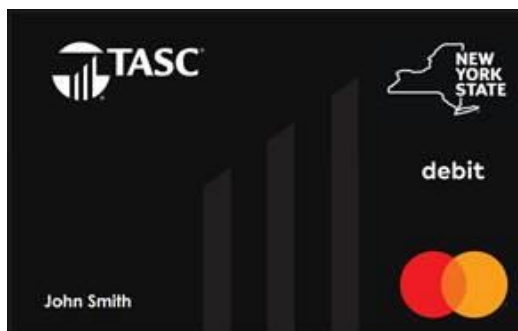 TASC
NEW
YORK
STATE
debit
John Smith